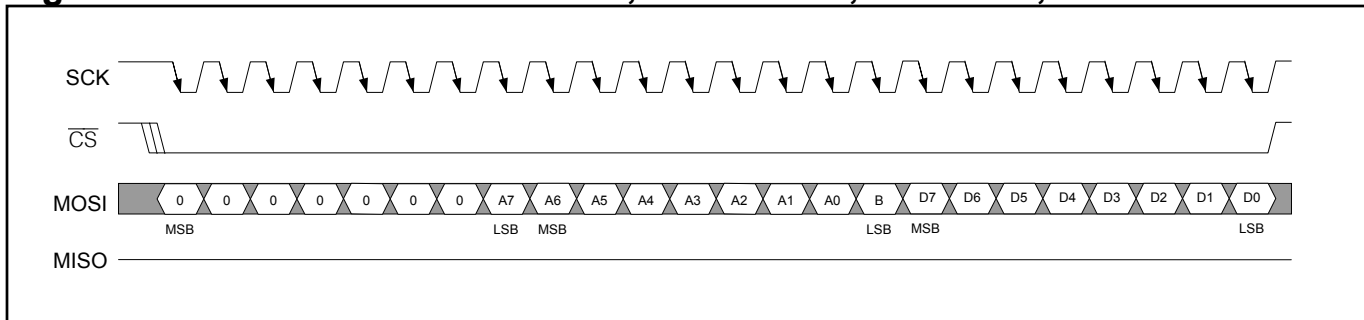 SCK
CS
MOSI 0 0 0 0 0 0 0 A7 A6 A5 A4 A3 A2 A1 A0 B D7 D6 D5 D4 D3 D2 D1 D0
MSB LSB MSB LSB MSB LSB
MISO